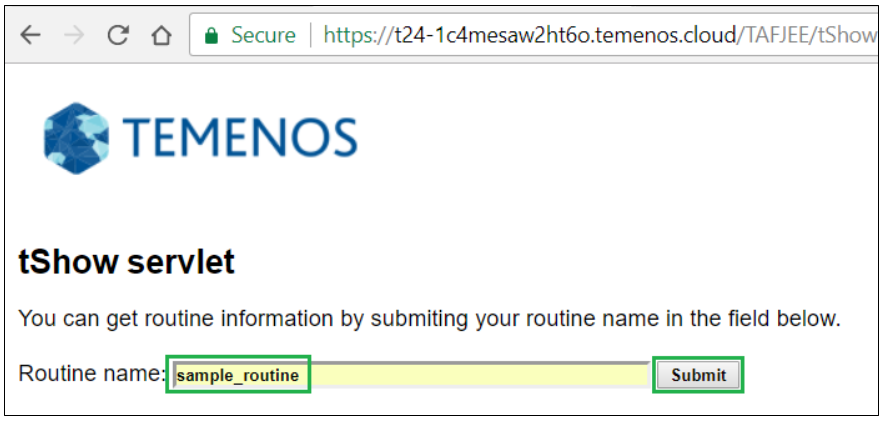 Secure | https://t24-1c4mesaw2ht6o.temenos.cloud/TAFJEE/tShow
TEMENOS
tShow servlet
You can get routine information by submiting your routine name in the field below.
Routine name: sample_routine Submit